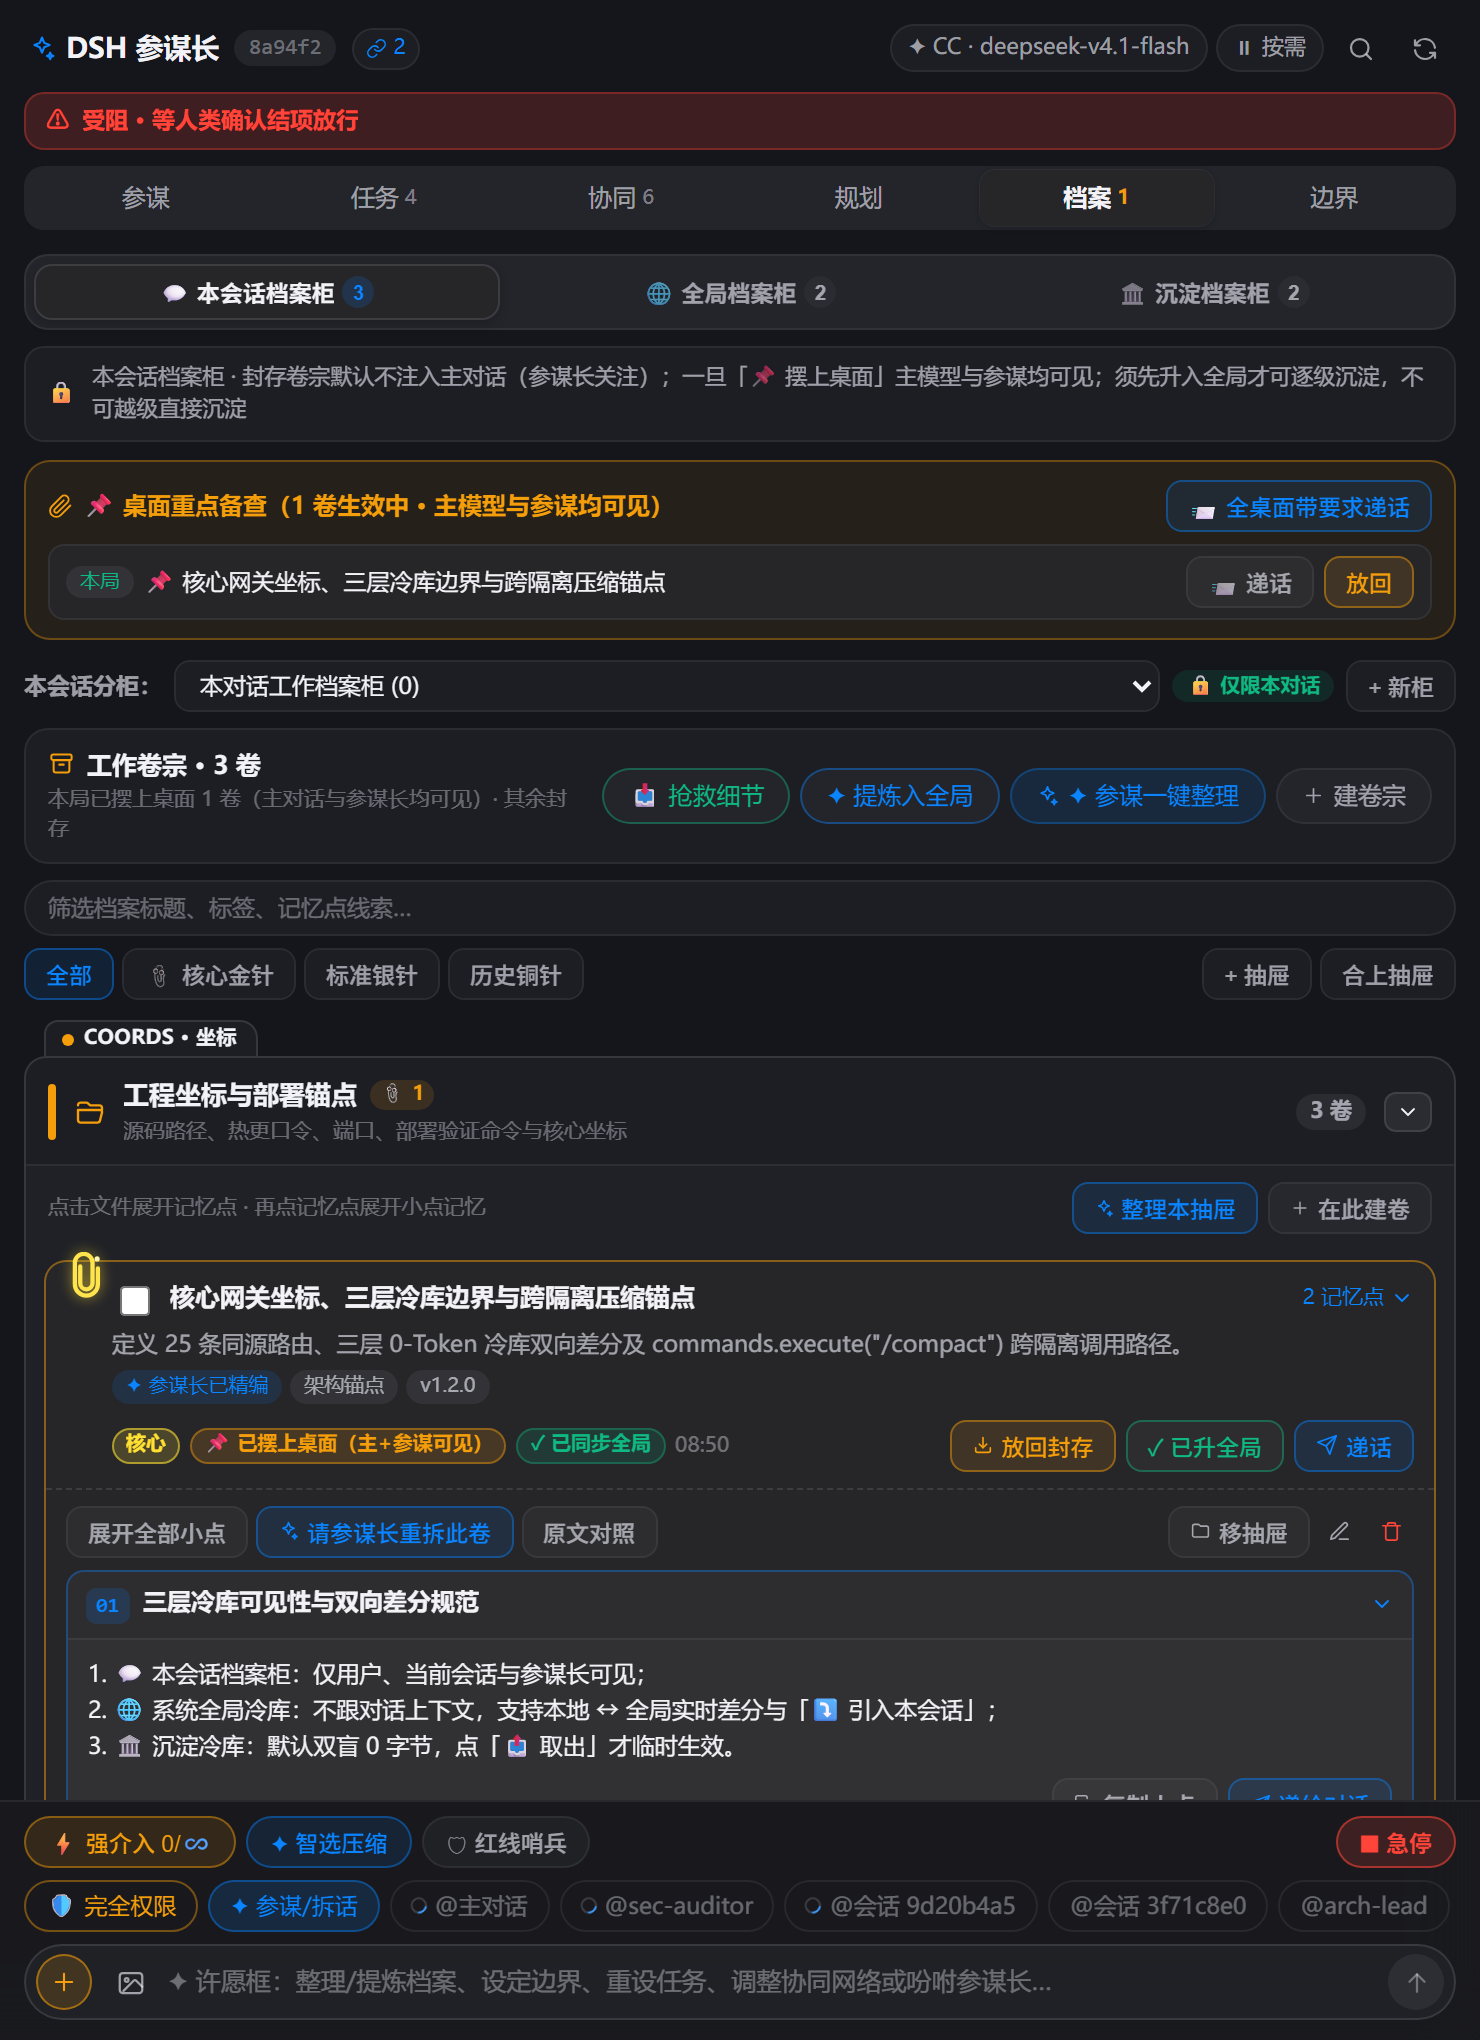 DSH 参谋长 8a94f2 2 ✦ CC · deepseek-v4.1-flash 按需
受阻 • 等人类确认结项放行
参谋 任务 4 协同 6 规划 档案 1 边界
本会话档案柜 3 全局档案柜 2 沉淀档案柜 2
本会话档案柜 · 封存卷宗默认不注入主对话（参谋长关注）；一旦「📌 摆上桌面」主模型与参谋均可见；须先升入全局才可逐级沉淀，不
可越级直接沉淀
📌 桌面重点备查（1 卷生效中 • 主模型与参谋均可见） 全桌面带要求递话
本局 📌 核心网关坐标、三层冷库边界与跨隔离压缩锚点 递话 放回
本会话分柜： 本对话工作档案柜 (0) 🔒 仅限本对话 + 新柜
工作卷宗 • 3 卷
本局已摆上桌面 1 卷（主对话与参谋长均可见）· 其余封
存
抢救细节 ✦ 提炼入全局 ✦ 参谋一键整理 + 建卷宗
筛选档案标题、标签、记忆点线索...
全部 核心金针 标准银针 历史铜针 + 抽屉 合上抽屉
COORDS • 坐标
工程坐标与部署锚点 1 3 卷
源码路径、热更口令、端口、部署验证命令与核心坐标
点击文件展开记忆点 · 再点记忆点展开小点记忆 整理本抽屉 + 在此建卷
核心网关坐标、三层冷库边界与跨隔离压缩锚点 2 记忆点
定义 25 条同源路由、三层 0-Token 冷库双向差分及 commands.execute("/compact") 跨隔离调用路径。
✦ 参谋长已精编 架构锚点 v1.2.0
核心 📌 已摆上桌面（主+参谋可见） ✓ 已同步全局 08:50 放回封存 ✓ 已升全局 递话
展开全部小点 请参谋长重拆此卷 原文对照 移抽屉
01 三层冷库可见性与双向差分规范
1. 💬 本会话档案柜：仅用户、当前会话与参谋长可见；
2. 🌐 系统全局冷库：不跟对话上下文，支持本地 ↔ 全局实时差分与「⤵️ 引入本会话」；
3. 🏛️ 沉淀冷库：默认双盲 0 字节，点「📤 取出」才临时生效。
强介入 0/∞ ✦ 智选压缩 红线哨兵 急停
完全权限 ✦ 参谋/拆话 @主对话 @sec-auditor @会话 9d20b4a5 @会话 3f71c8e0 @arch-lead
✦ 许愿框：整理/提炼档案、设定边界、重设任务、调整协同网络或吩咐参谋长...